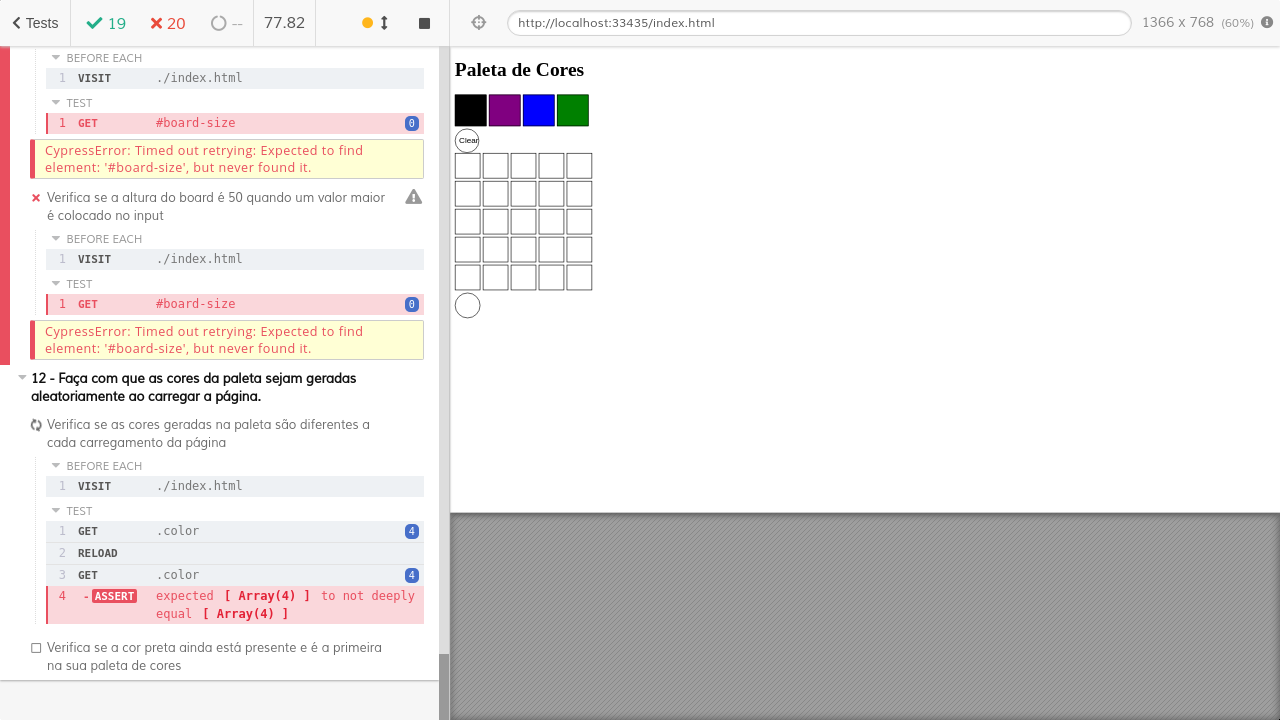 Tests
19
20
--
77.82
http://localhost:33435/index.html
1366 x 768 (60%)
BEFORE EACH
1 VISIT ./index.html
TEST
1 GET #board-size 0
CypressError: Timed out retrying: Expected to find
element: '#board-size', but never found it.
Verifica se a altura do board é 50 quando um valor maior
é colocado no input
BEFORE EACH
1 VISIT ./index.html
TEST
1 GET #board-size 0
CypressError: Timed out retrying: Expected to find
element: '#board-size', but never found it.
12 - Faça com que as cores da paleta sejam geradas
aleatoriamente ao carregar a página.
Verifica se as cores geradas na paleta são diferentes a
cada carregamento da página
BEFORE EACH
1 VISIT ./index.html
TEST
1 GET .color 4
2 RELOAD
3 GET .color 4
4 -ASSERT expected [ Array(4) ] to not deeply
equal [ Array(4) ]
Verifica se a cor preta ainda está presente e é a primeira
na sua paleta de cores
Paleta de Cores
Clear